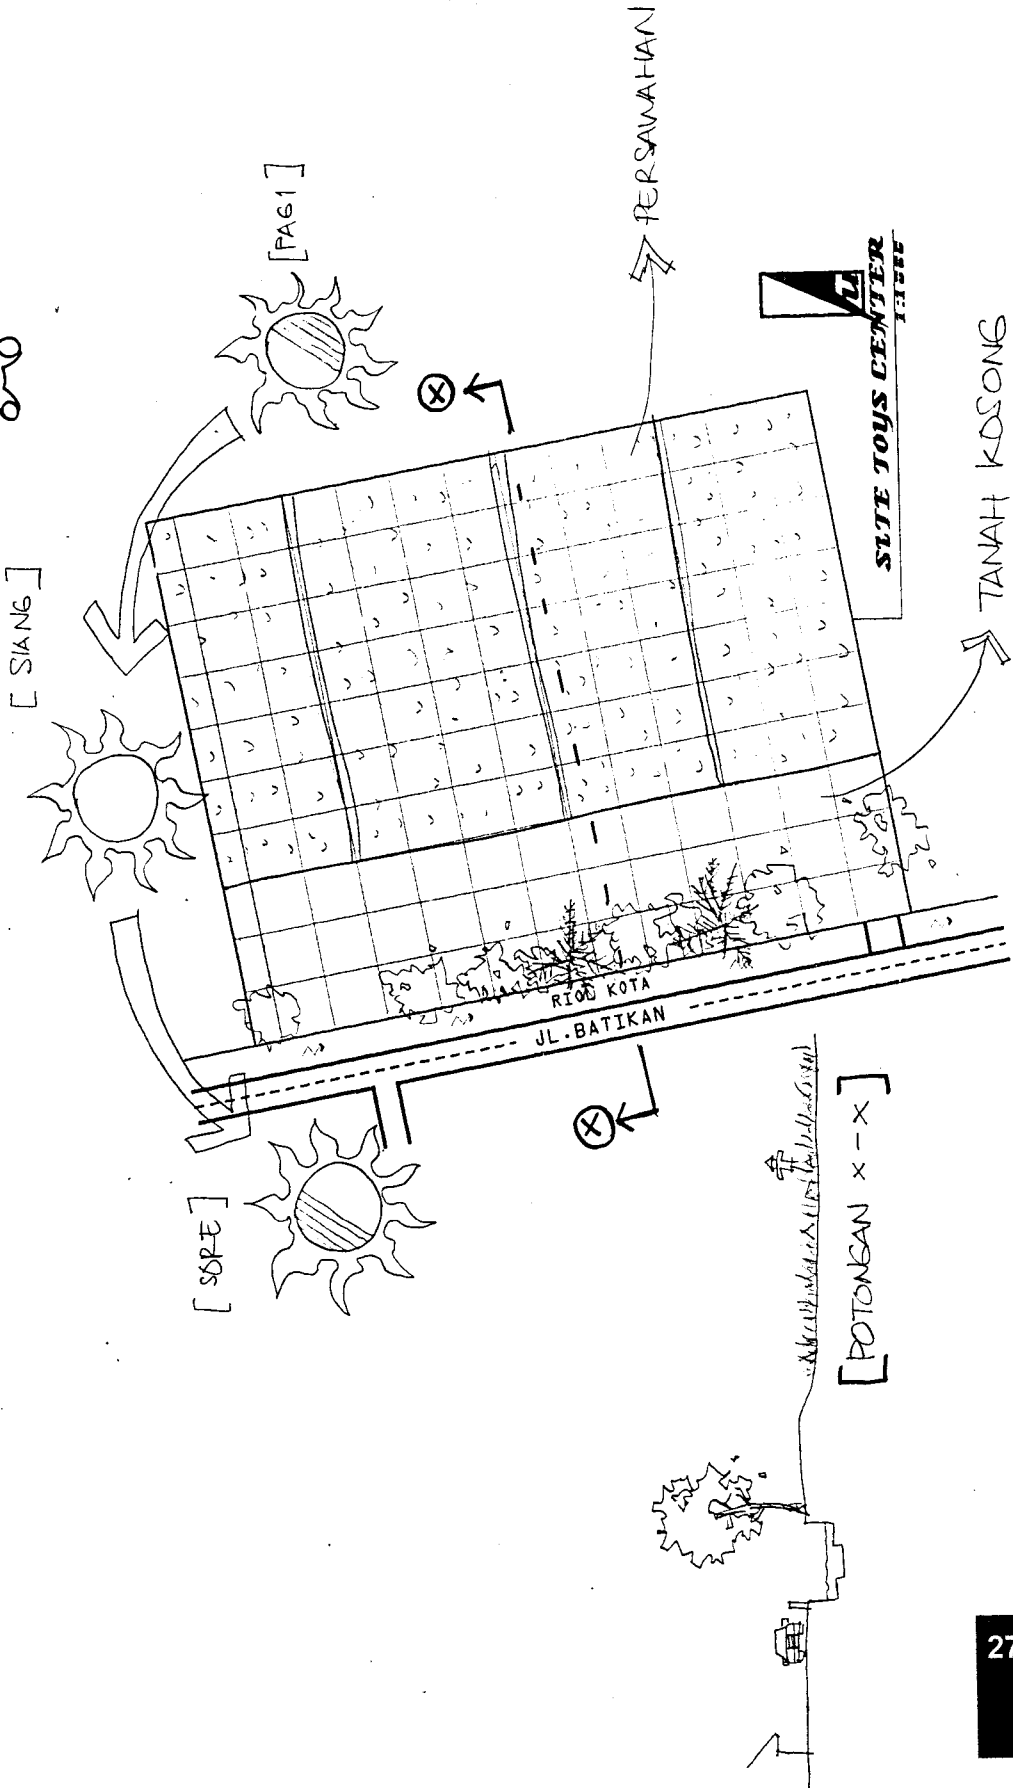 [SIANG]
[PAGI]
[SORE]
PERSAWAHAN
TANAH KOSONG
SITE TOYS CENTER
U
RIOL KOTA
JL.BATIKAN
X
X
[POTONGAN X-X]
27